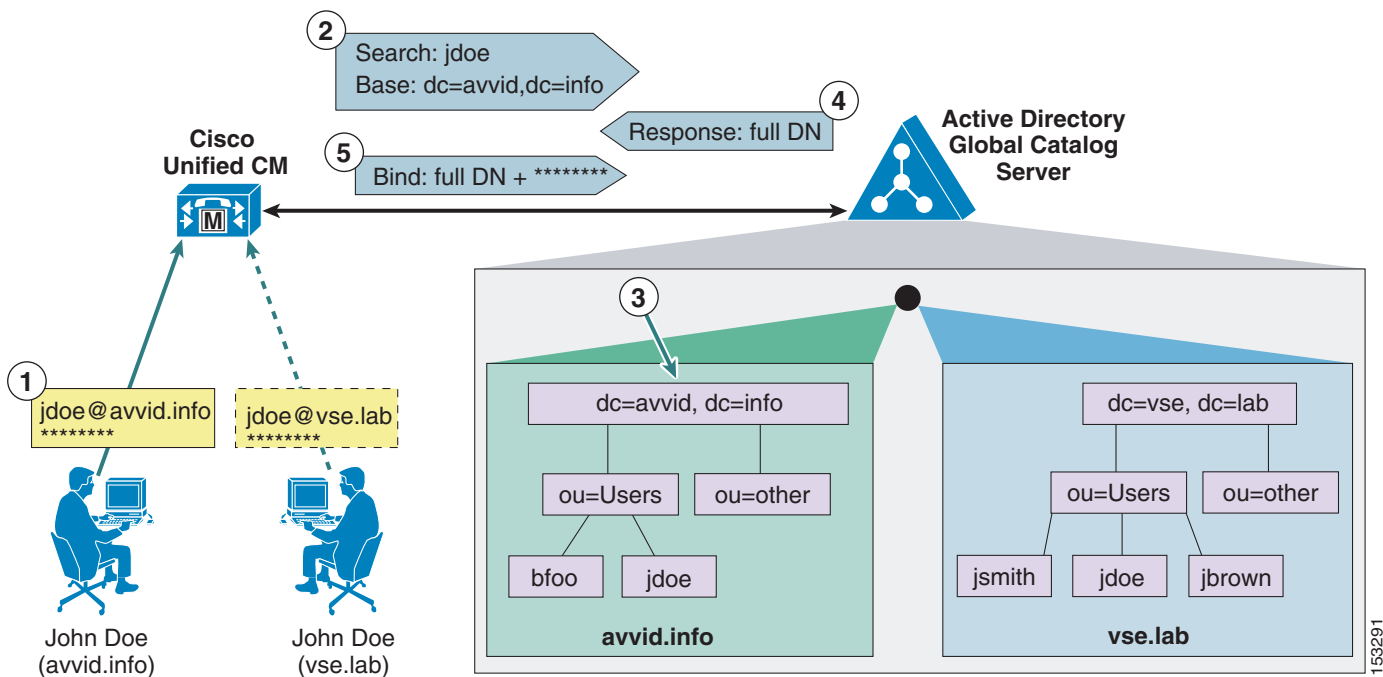 2
Search: jdoe
Base: dc=avvid,dc=info
4
Response: full DN
5
Bind: full DN + ********
Cisco
Unified CM
M
Active Directory
Global Catalog
Server
1
jdoe@avvid.info
********
jdoe@vse.lab
********
John Doe
(avvid.info)
John Doe
(vse.lab)
3
dc=avvid, dc=info
ou=Users
ou=other
bfoo
jdoe
avvid.info
dc=vse, dc=lab
ou=Users
ou=other
jsmith
jdoe
jbrown
vse.lab
153291